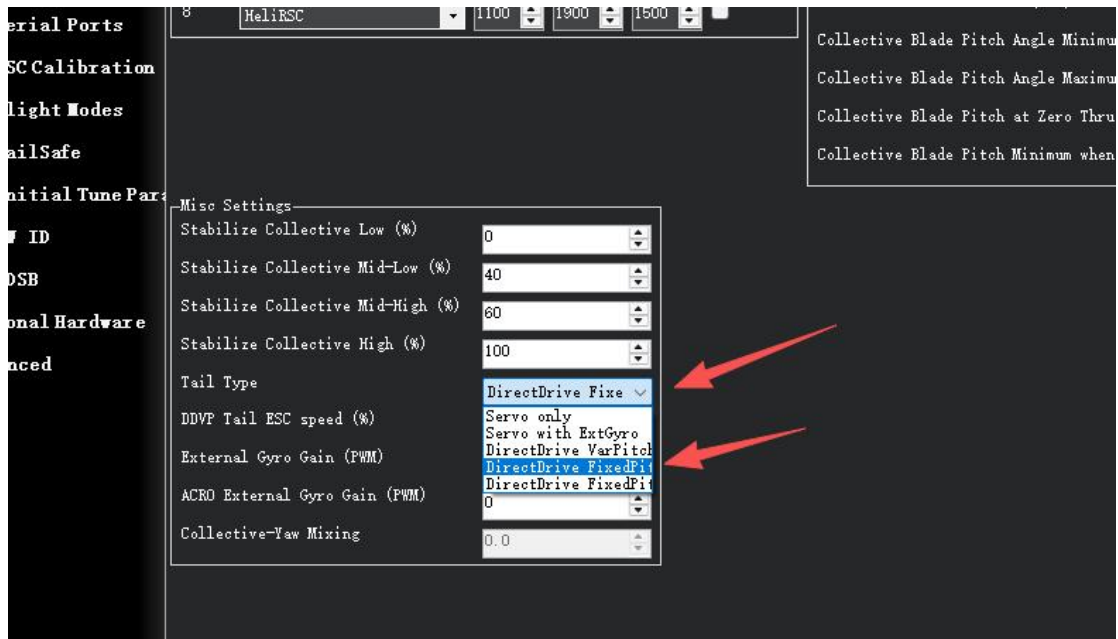 erial Ports
SC Calibration
light Modes
ailSafe
nitial Tune Par
ID
DSB
onal Hardware
nced
8 HeliRSC 1100 1900 1500
Collective Blade Pitch Angle Minimu
Collective Blade Pitch Angle Maximu
Collective Blade Pitch at Zero Thru
Collective Blade Pitch Minimum when
Misc Settings
Stabilize Collective Low (%) 0
Stabilize Collective Mid-Low (%) 40
Stabilize Collective Mid-High (%) 60
Stabilize Collective High (%) 100
Tail Type DirectDrive Fixe
Servo only
Servo with ExtGyro
DirectDrive VarPitch
DirectDrive FixedPit
DirectDrive FixedPit
DDVP Tail ESC speed (%)
External Gyro Gain (PWM)
ACRO External Gyro Gain (PWM) 0
Collective-Yaw Mixing 0.0